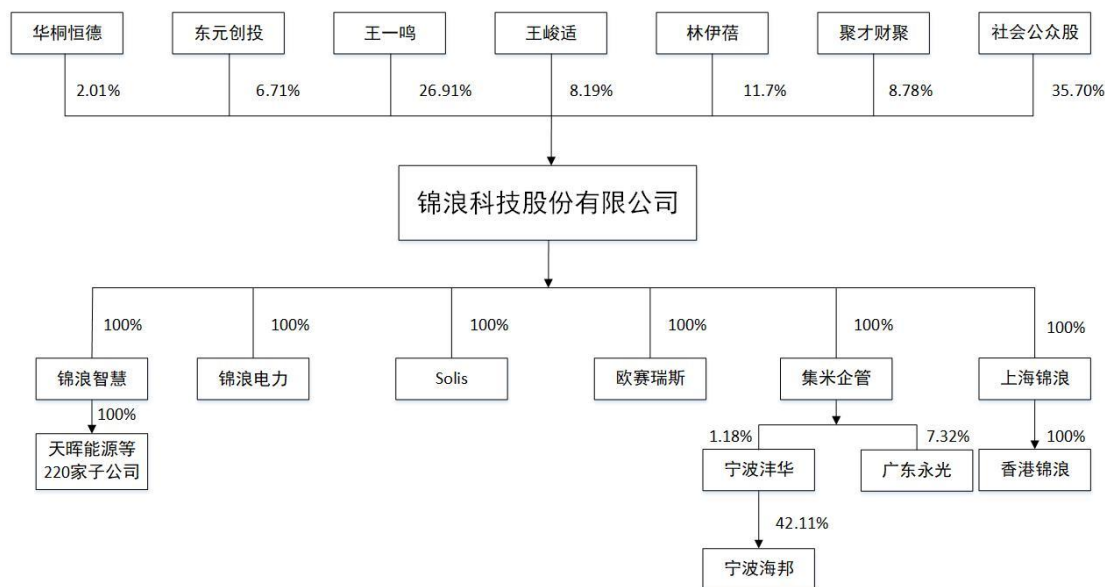 华桐恒德
东元创投
王一鸣
王峻适
林伊蓓
聚才财聚
社会公众股
2.01%
6.71%
26.91%
8.19%
11.7%
8.78%
35.70%
锦浪科技股份有限公司
100%
100%
100%
100%
100%
100%
锦浪智慧
锦浪电力
Solis
欧赛瑞斯
集米企管
上海锦浪
100%
1.18%
7.32%
100%
天晖能源等
220家子公司
宁波沣华
广东永光
香港锦浪
42.11%
宁波海邦